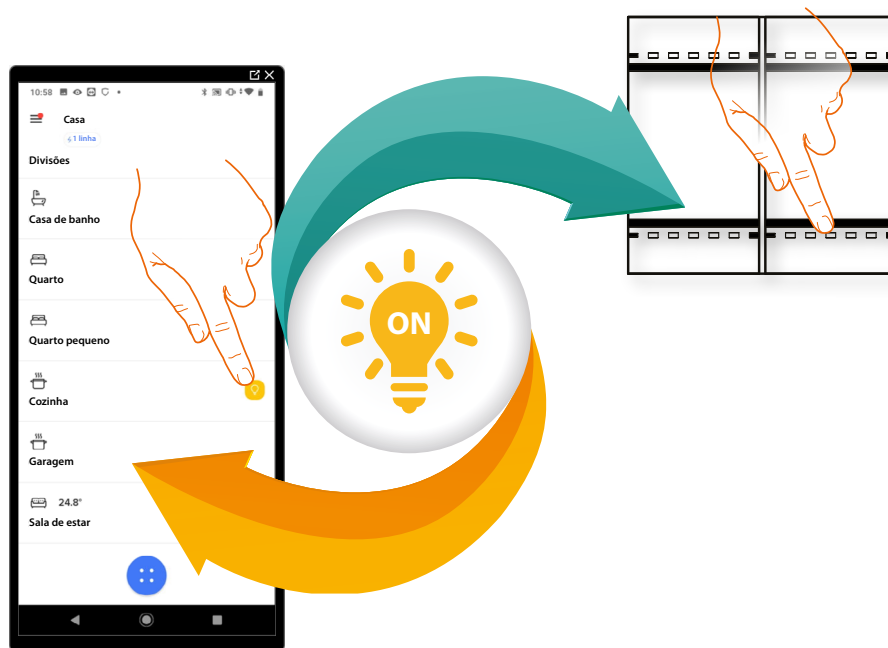 10:58
Casa
1 linha
Divisões
Casa de banho
Quarto
Quarto pequeno
Cozinha
Garagem
24.8°
Sala de estar
ON